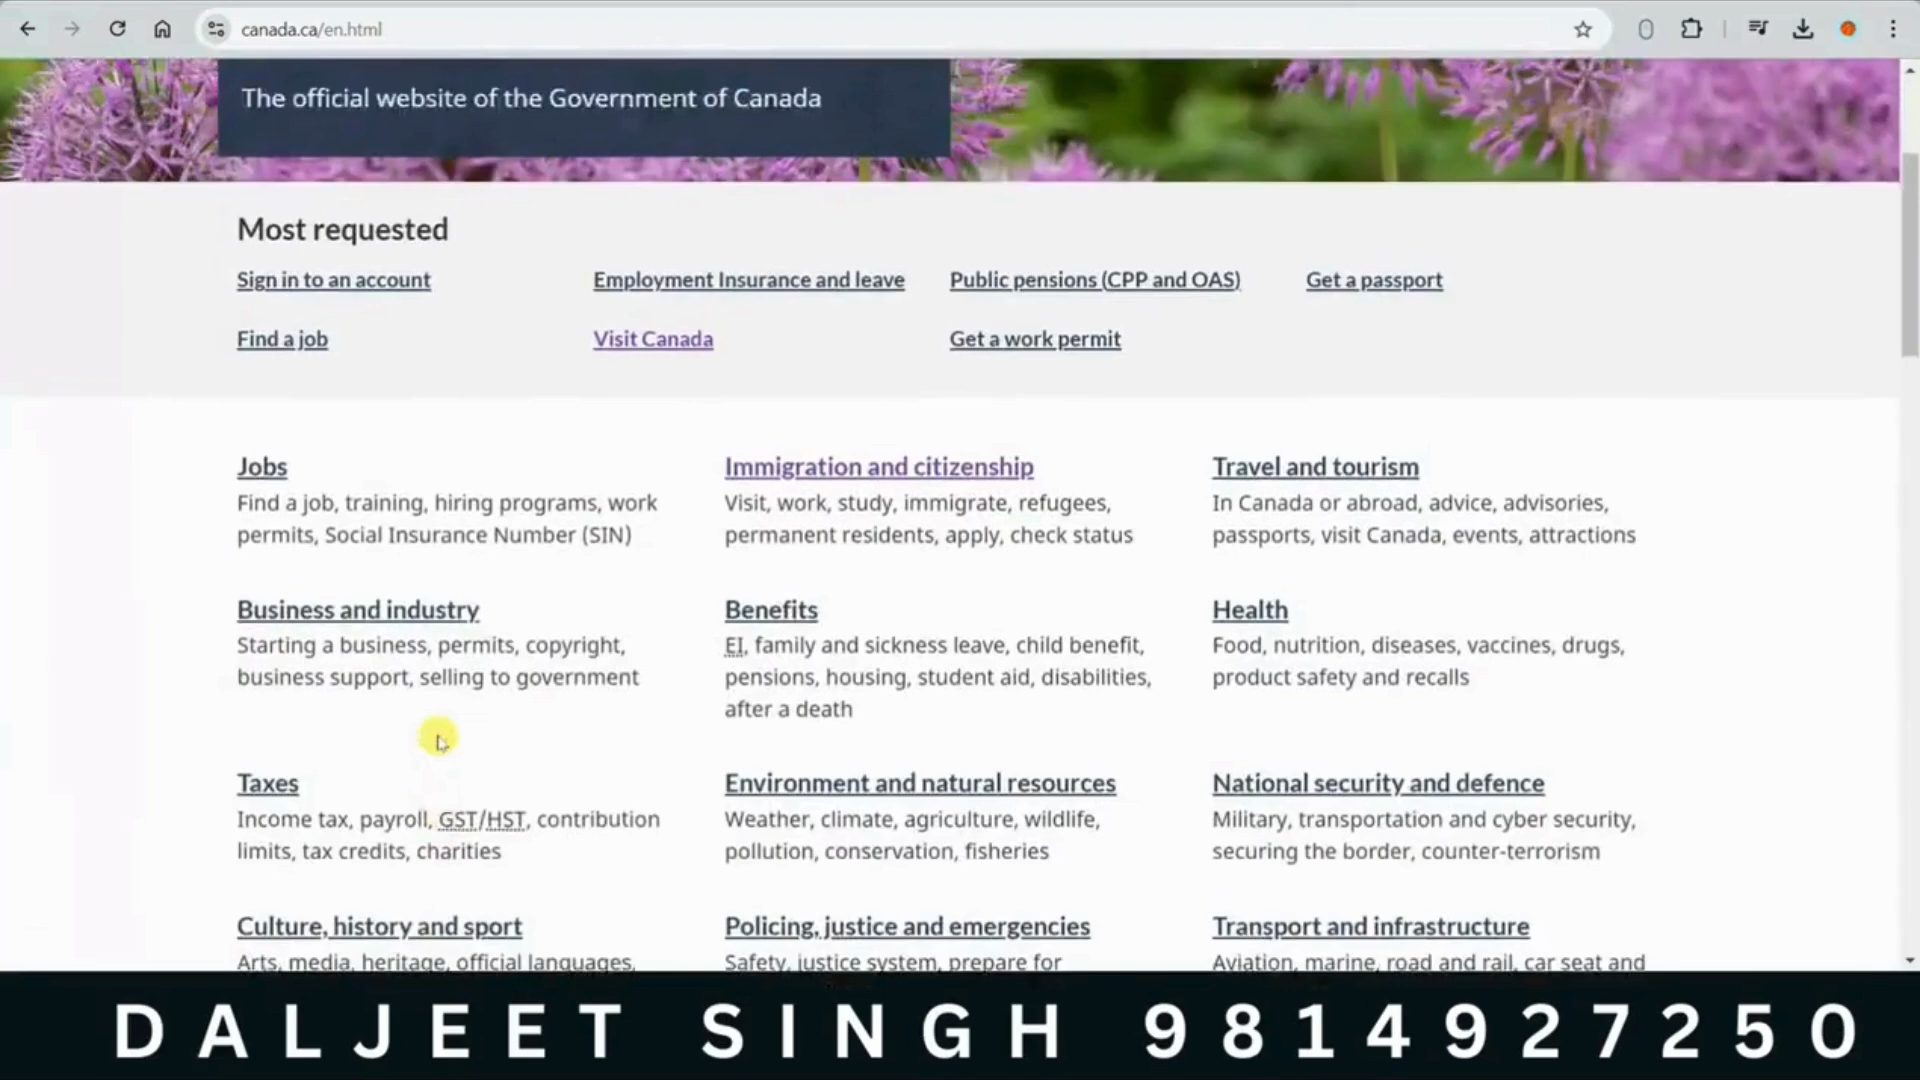 canada.ca/en.html
The official website of the Government of Canada
Most requested
Sign in to an account
Employment Insurance and leave
Public pensions (CPP and OAS)
Get a passport
Find a job
Visit Canada
Get a work permit
Jobs
Find a job, training, hiring programs, work
permits, Social Insurance Number (SIN)
Immigration and citizenship
Visit, work, study, immigrate, refugees,
permanent residents, apply, check status
Travel and tourism
In Canada or abroad, advice, advisories,
passports, visit Canada, events, attractions
Business and industry
Starting a business, permits, copyright,
business support, selling to government
Benefits
EI, family and sickness leave, child benefit,
pensions, housing, student aid, disabilities,
after a death
Health
Food, nutrition, diseases, vaccines, drugs,
product safety and recalls
Taxes
Income tax, payroll, GST/HST, contribution
limits, tax credits, charities
Environment and natural resources
Weather, climate, agriculture, wildlife,
pollution, conservation, fisheries
National security and defence
Military, transportation and cyber security,
securing the border, counter-terrorism
Culture, history and sport
Arts, media, heritage, official languages,
Policing, justice and emergencies
Safety, justice system, prepare for
Transport and infrastructure
Aviation, marine, road and rail, car seat and
DALJEET SINGH 9814927250